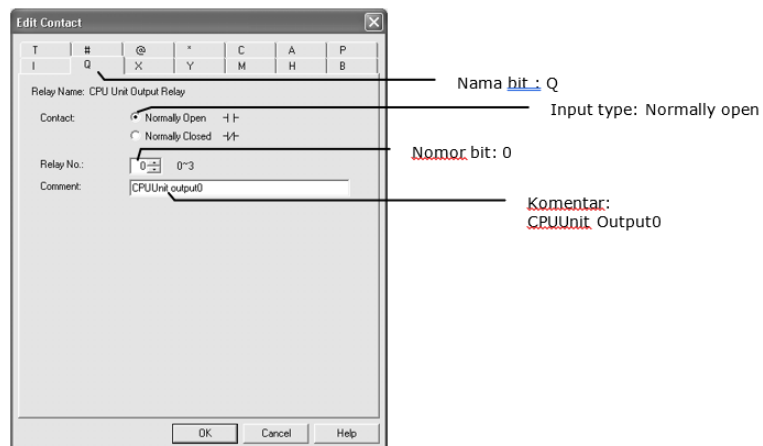 Edit Contact
T # @ * C A P
I Q X Y M H B
Relay Name: CPU Unit Output Relay
Contact: Normally Open
Normally Closed
Relay No.: 0 0~3
Comment: CPUUnit output0
OK Cancel Help
Nama bit : Q
Input type: Normally open
Nomor bit: 0
Komentar:
CPUUnit Output0